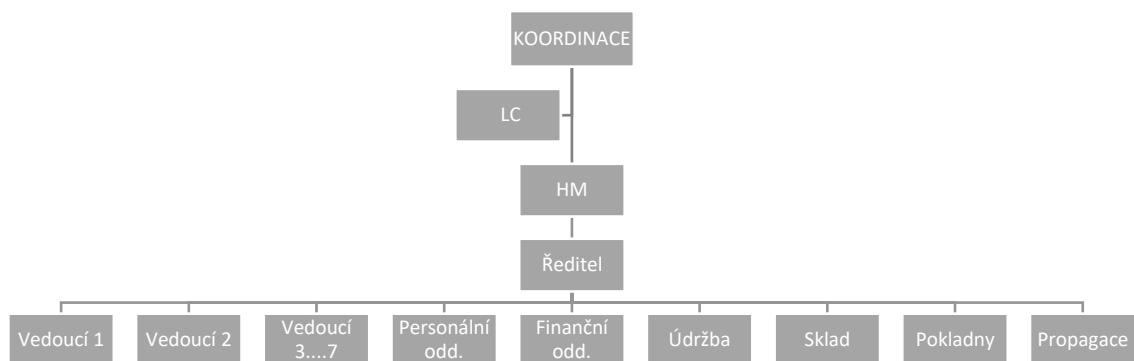 KOORDINACE
LC
HM
Ředitel
Vedoucí 1
Vedoucí 2
Vedoucí
3....7
Personální
odd.
Finanční
odd.
Údržba
Sklad
Pokladny
Propagace